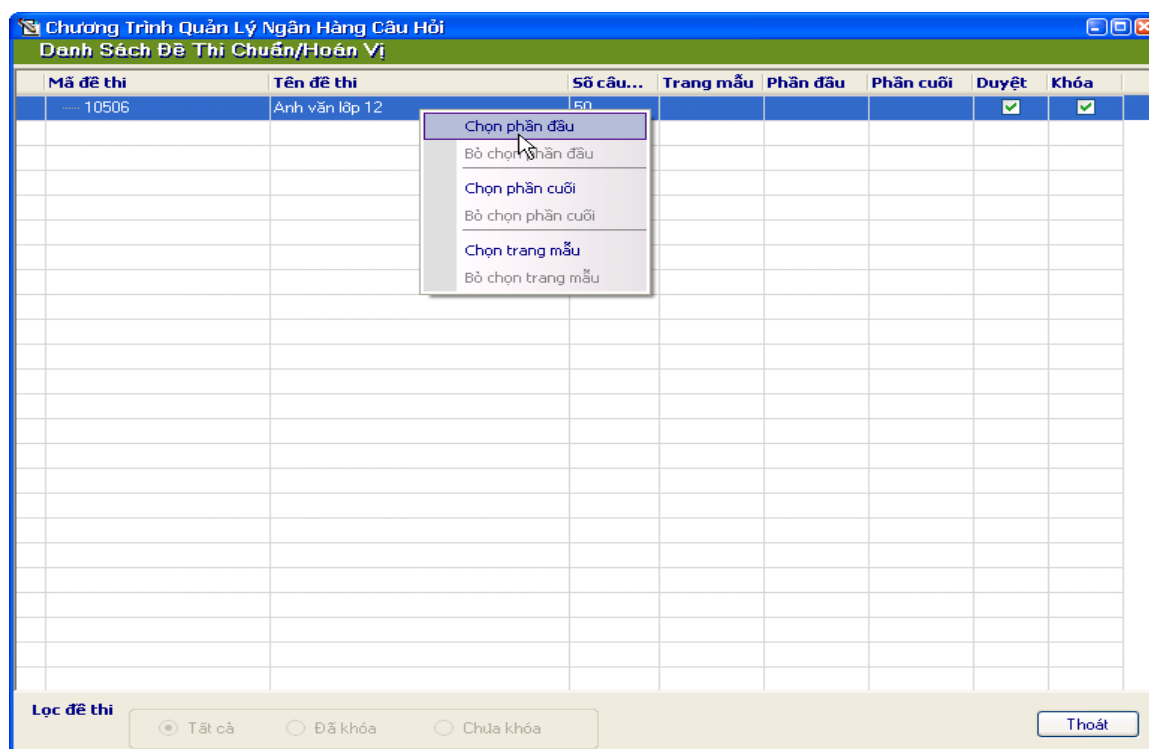 Chương Trình Quản Lý Ngân Hàng Câu Hỏi
Danh Sách Đề Thi Chuẩn/Hoán Vị
Mã đề thi Tên đề thi Số câu... Trang mẫu Phần đầu Phần cuối Duyệt Khóa
10506 Anh văn lớp 12 50
Chọn phần đầu
Bỏ chọn phần đầu
Chọn phần cuối
Bỏ chọn phần cuối
Chọn trang mẫu
Bỏ chọn trang mẫu
Lọc đề thi
Tất cả Đã khóa Chưa khóa
Thoát